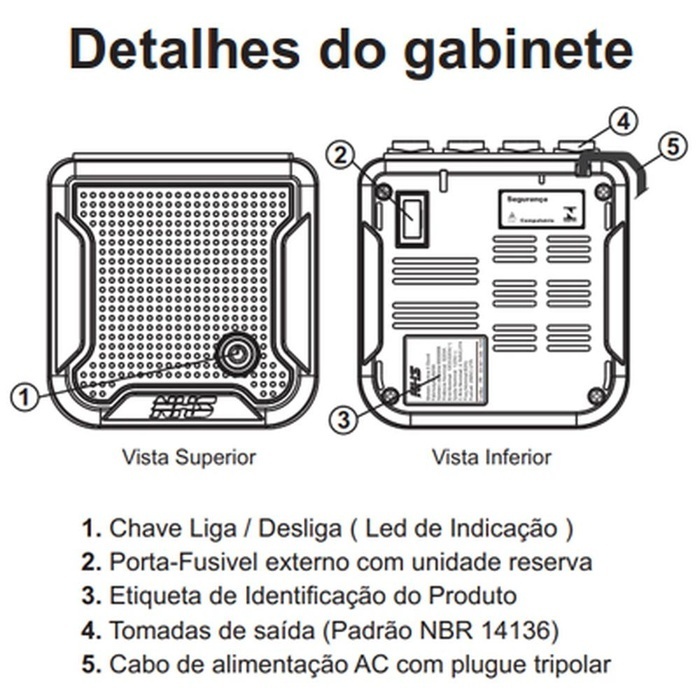 Detalhes do gabinete
4
5
2
Segurança
Compulsório
1
NHS
NHS
3
Vista Superior
Vista Inferior
1. Chave Liga / Desliga ( Led de Indicação )
2. Porta-Fusivel externo com unidade reserva
3. Etiqueta de Identificação do Produto
4. Tomadas de saída (Padrão NBR 14136)
5. Cabo de alimentação AC com plugue tripolar